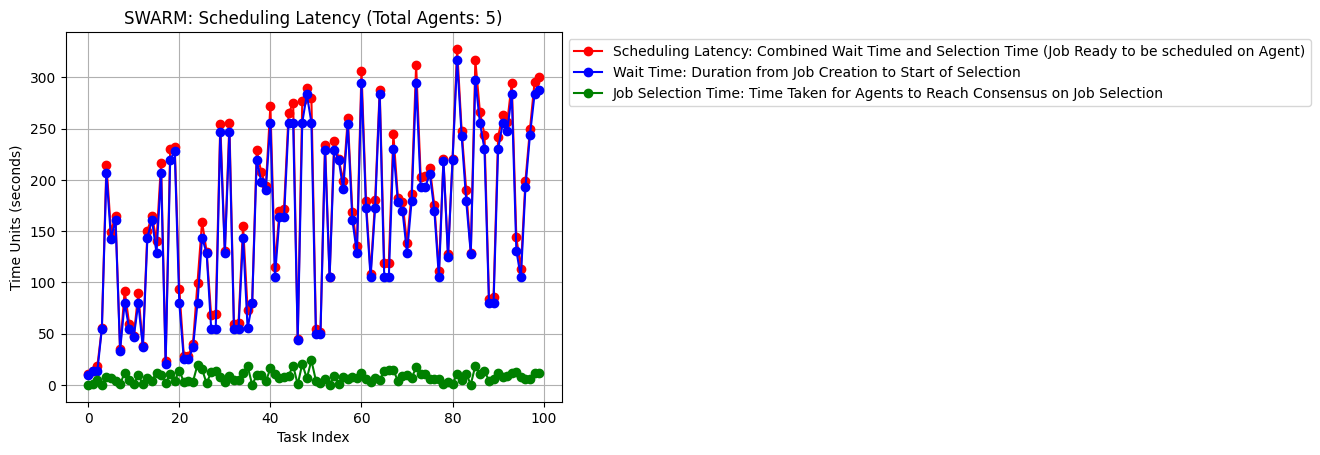 SWARM: Scheduling Latency (Total Agents: 5)
Scheduling Latency: Combined Wait Time and Selection Time (Job Ready to be scheduled on Agent)
Wait Time: Duration from Job Creation to Start of Selection
Job Selection Time: Time Taken for Agents to Reach Consensus on Job Selection
Time Units (seconds)
300
250
200
150
100
50
0
0 20 40 60 80 100
Task Index